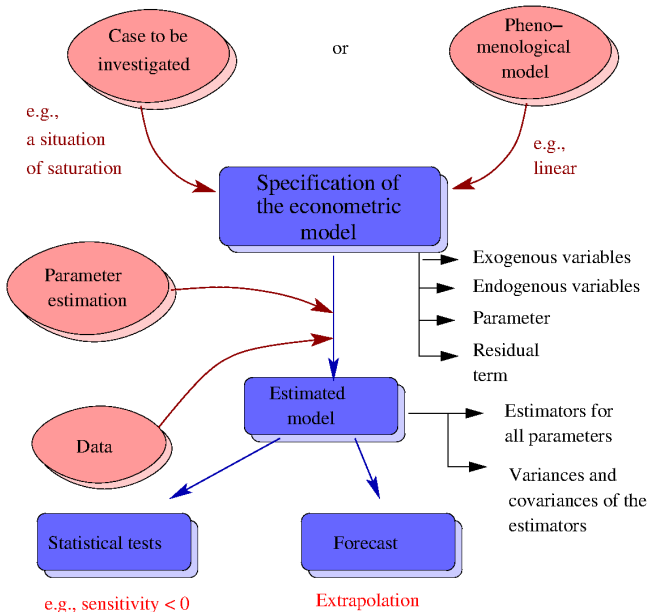 Case to be
investigated
or
Pheno-
menological
model
e.g.,
a situation
of saturation
e.g.,
linear
Specification of
the econometric
model
Exogenous variables
Endogenous variables
Parameter
Residual
term
Parameter
estimation
Estimated
model
Data
Estimators for
all parameters
Variances and
covariances of the
estimators
Statistical tests
Forecast
e.g., sensitivity < 0
Extrapolation